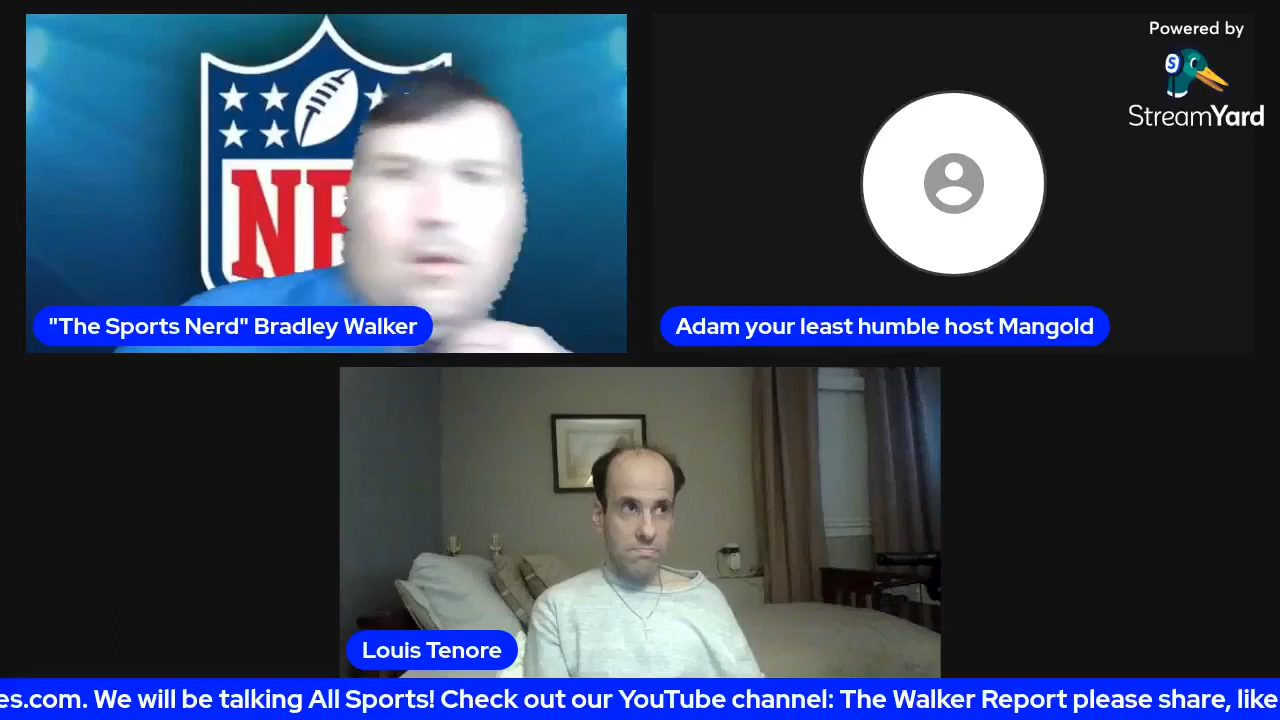 Powered by
S
StreamYard
NF
"The Sports Nerd" Bradley Walker
Adam your least humble host Mangold
Louis Tenore
es.com. We will be talking All Sports! Check out our YouTube channel: The Walker Report please share, like